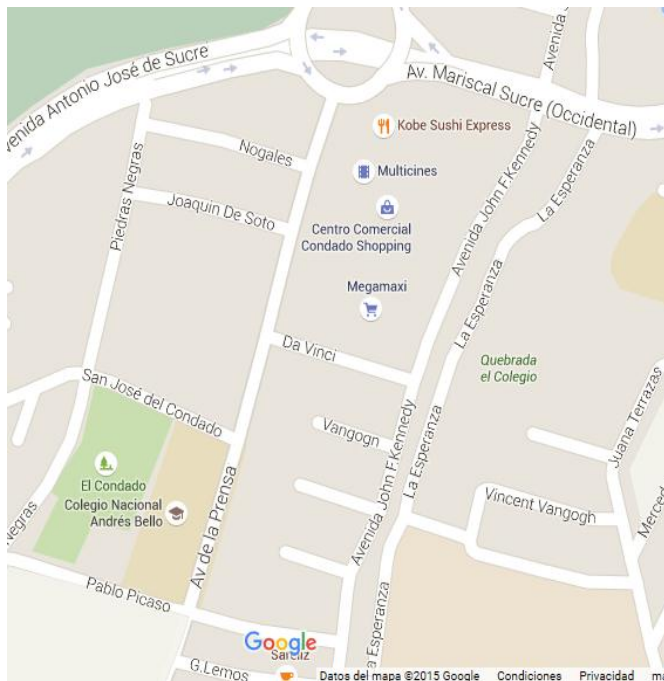 venida Antonio José de Sucre
Avenida J
Av. Mariscal Sucre (Occidental)
Kobe Sushi Express
Nogales
Piedras Negras
Multicines
Joaquin De Soto
Centro Comercial
Condado Shopping
Avenida John F.Kennedy
La Esperanza
La Esperanza
Megamaxi
Da Vinci
Quebrada
el Colegio
San José del Condado
Juana Terrazas
Vangogn
Avenida John F.Kennedy
La Esperanza
El Condado
Colegio Nacional
Andrés Bello
Vincent Vangogh
Negras
Av de la Prensa
Merced
Pablo Picaso
a Esperanza
Google
G.Lemos
Datos del mapa ©2015 Google Condiciones Privacidad